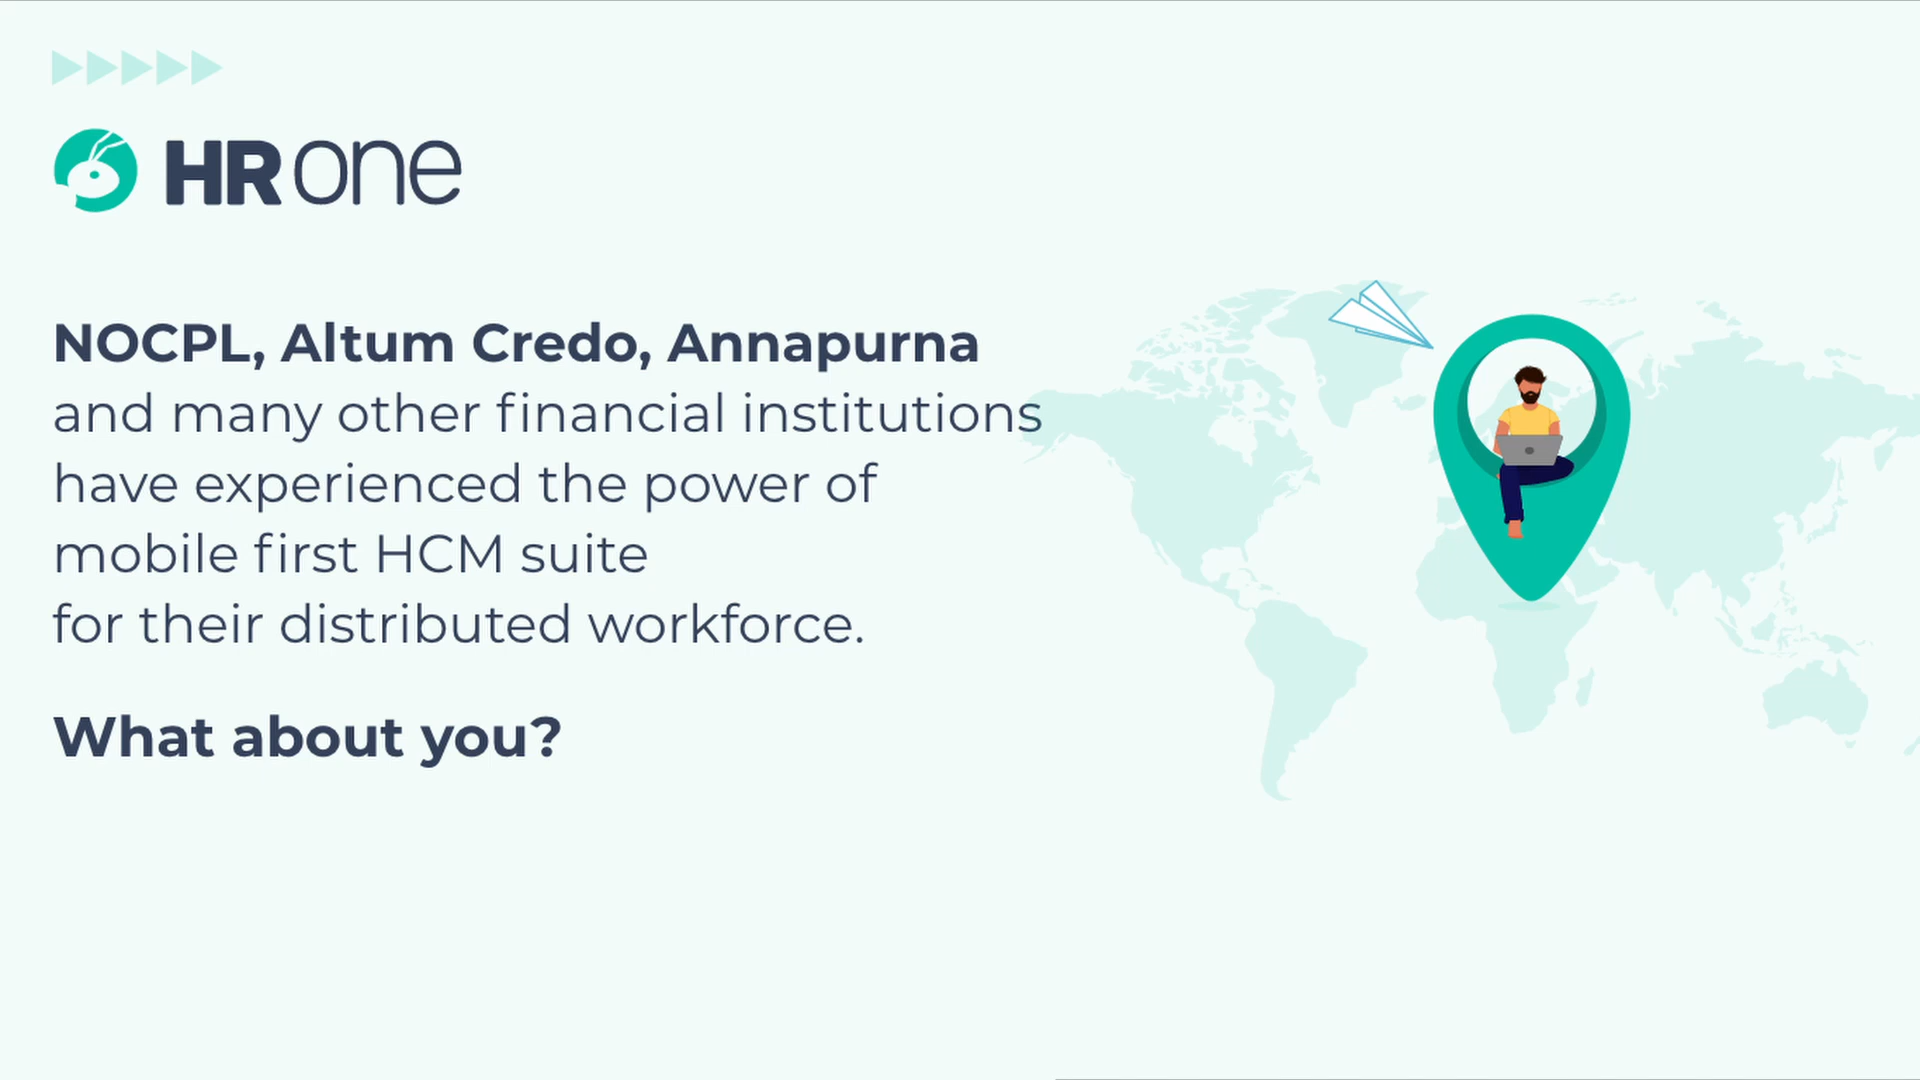 HR one
NOCPL, Altum Credo, Annapurna
and many other financial institutions
have experienced the power of
mobile first HCM suite
for their distributed workforce.
What about you?